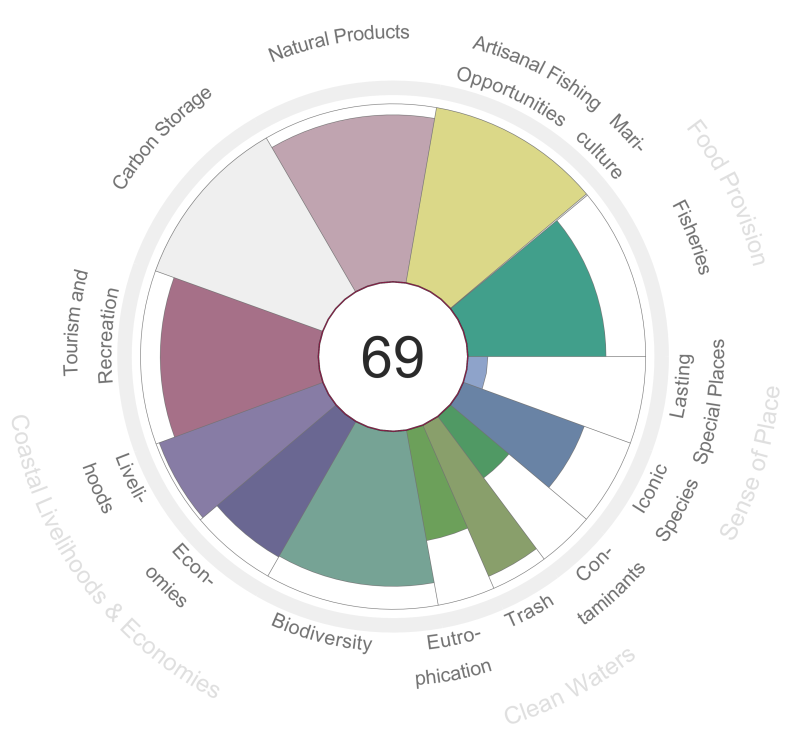 Natural Products
Artisanal Fishing
Opportunities
Mari-
culture
Food Provision
Fisheries
Carbon Storage
Tourism and
Recreation
69
Lasting
Special Places
Sense of Place
Iconic
Species
Coastal Livelihoods & Economies
Liveli-
hoods
Econ-
omies
Biodiversity
Eutro-
phication
Trash
Con-
taminants
Clean Waters